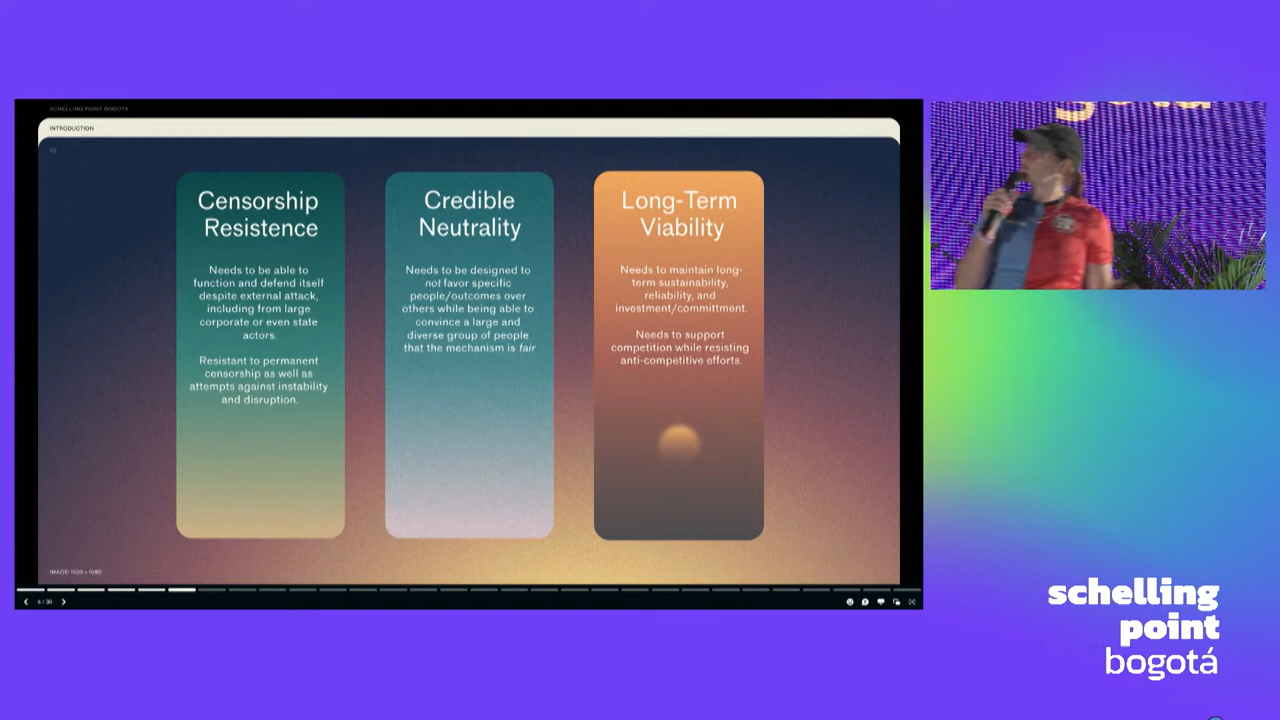 SCHELLING POINT BOGOTÁ
INTRODUCTION
02
Censorship
Resistence
Needs to be able to
function and defend itself
despite external attack,
including from large
corporate or even state
actors.
Resistant to permanent
censorship as well as
attempts against instability
and disruption.
Credible
Neutrality
Needs to be designed to
not favor specific
people/outcomes over
others while being able to
convince a large and
diverse group of people
that the mechanism is fair
Long-Term
Viability
Needs to maintain long-
term sustainability,
reliability, and
investment/committment.
Needs to support
competition while resisting
anti-competitive efforts.
IMAGE: 1920 × 1080
6 / 30
schelling
point
bogotá